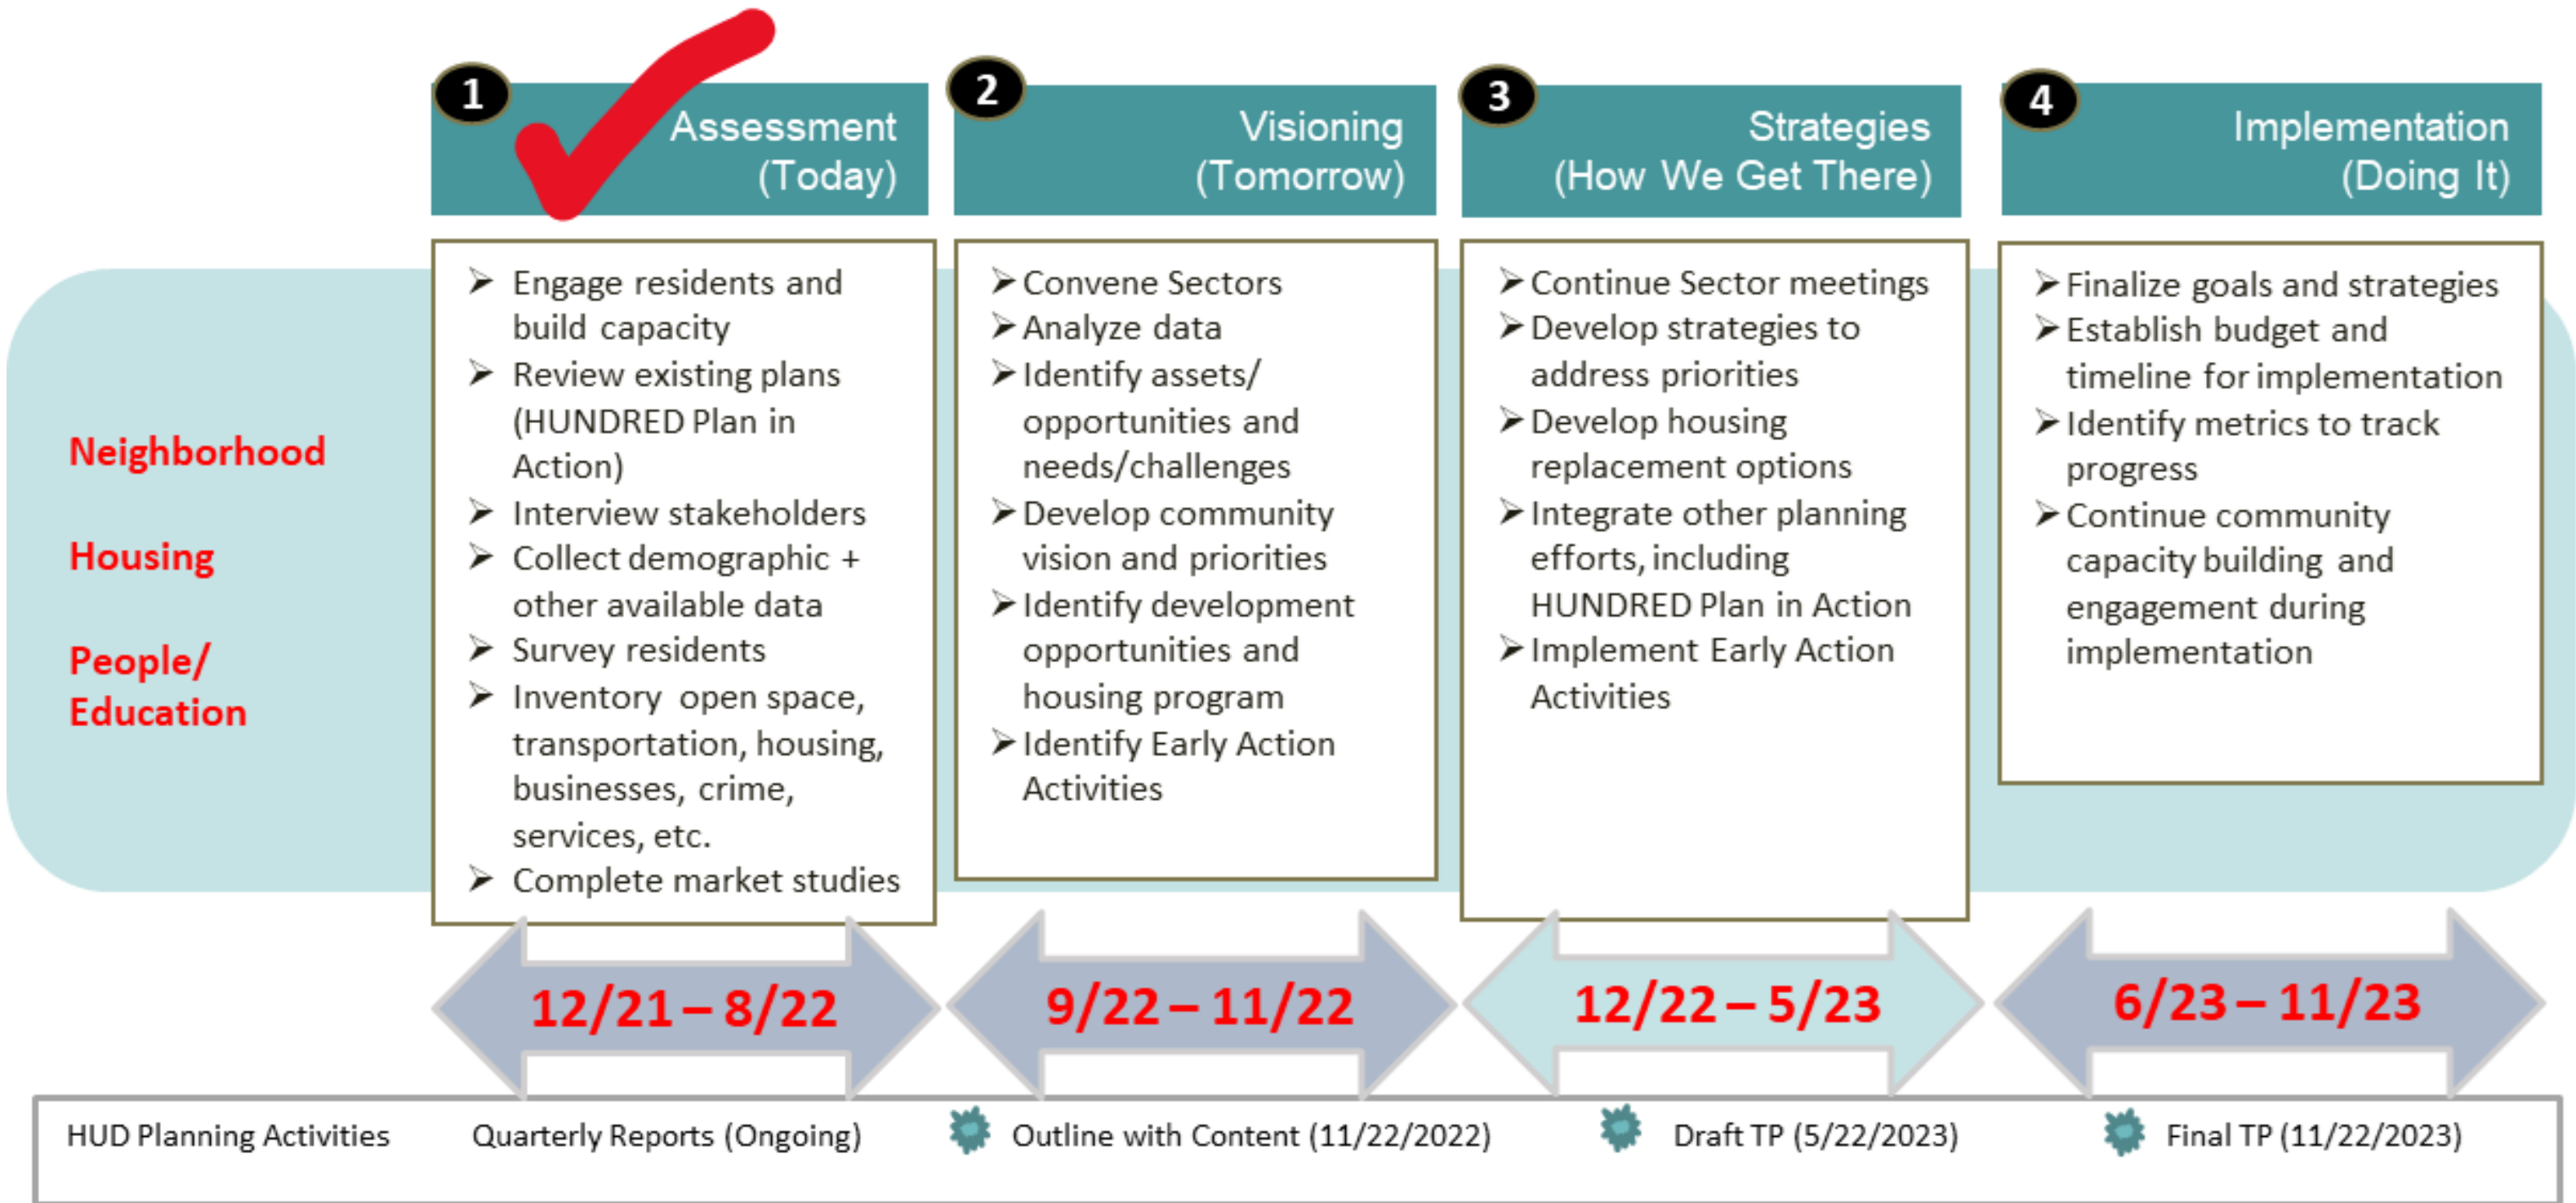 1
Assessment
(Today)
2
Visioning
(Tomorrow)
3
Strategies
(How We Get There)
4
Implementation
(Doing It)
Neighborhood
Housing
People/
Education
➢ Engage residents and
build capacity
➢ Review existing plans
(HUNDRED Plan in
Action)
➢ Interview stakeholders
➢ Collect demographic +
other available data
➢ Survey residents
➢ Inventory open space,
transportation, housing,
businesses, crime,
services, etc.
➢ Complete market studies
➢ Convene Sectors
➢ Analyze data
➢ Identify assets/
opportunities and
needs/challenges
➢ Develop community
vision and priorities
➢ Identify development
opportunities and
housing program
➢ Identify Early Action
Activities
➢ Continue Sector meetings
➢ Develop strategies to
address priorities
➢ Develop housing
replacement options
➢ Integrate other planning
efforts, including
HUNDRED Plan in Action
➢ Implement Early Action
Activities
➢ Finalize goals and strategies
➢ Establish budget and
timeline for implementation
➢ Identify metrics to track
progress
➢ Continue community
capacity building and
engagement during
implementation
12/21 – 8/22
9/22 – 11/22
12/22 – 5/23
6/23 – 11/23
HUD Planning Activities
Quarterly Reports (Ongoing)
Outline with Content (11/22/2022)
Draft TP (5/22/2023)
Final TP (11/22/2023)